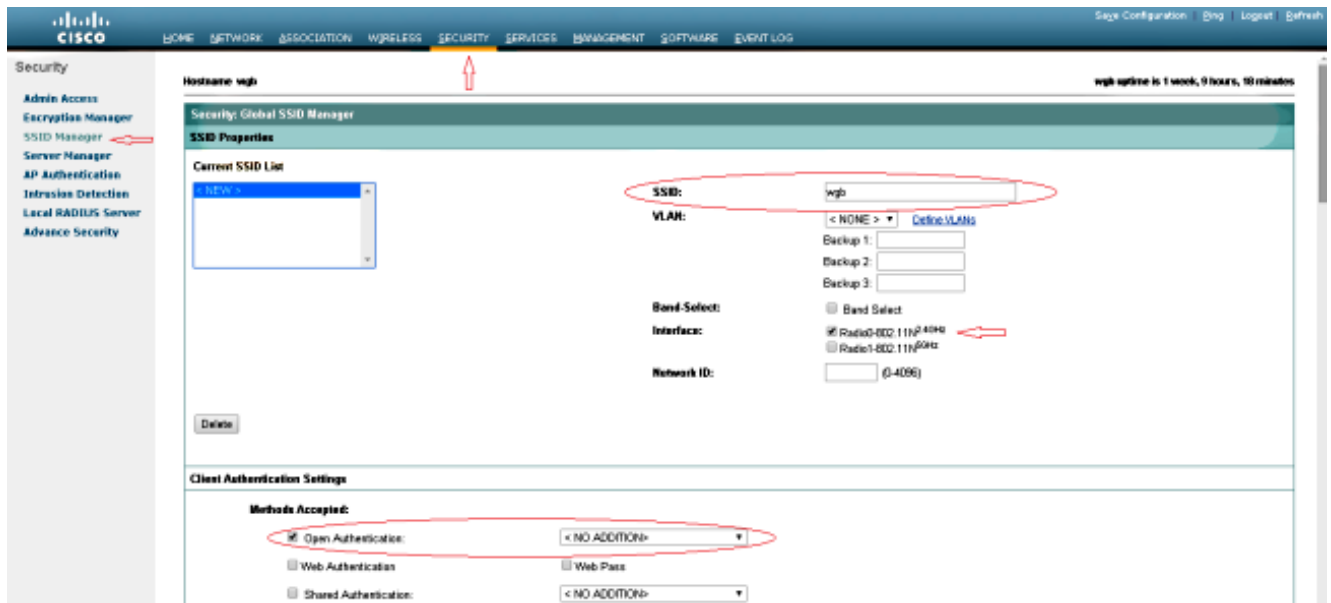 Save Configuration | Ping | Logout | Refresh
CISCO
HOME NETWORK ASSOCIATION WIRELESS SECURITY SERVICES MANAGEMENT SOFTWARE EVENT LOG
Security
Admin Access
Encryption Manager
SSID Manager
Server Manager
AP Authentication
Intrusion Detection
Local RADIUS Server
Advance Security
Hostname wgb
wgb uptime is 1 week, 9 hours, 18 minutes
Security: Global SSID Manager
SSID Properties
Current SSID List
< NEW >
SSID: wgb
VLAN: < NONE > Define VLANs
Backup 1:
Backup 2:
Backup 3:
Band-Select: Band Select
Interface: Radio0-802.11N2.4GHz
Radio1-802.11N5GHz
Network ID: (0-4096)
Delete
Client Authentication Settings
Methods Accepted:
Open Authentication: < NO ADDITION>
Web Authentication Web Pass
Shared Authentication: < NO ADDITION>